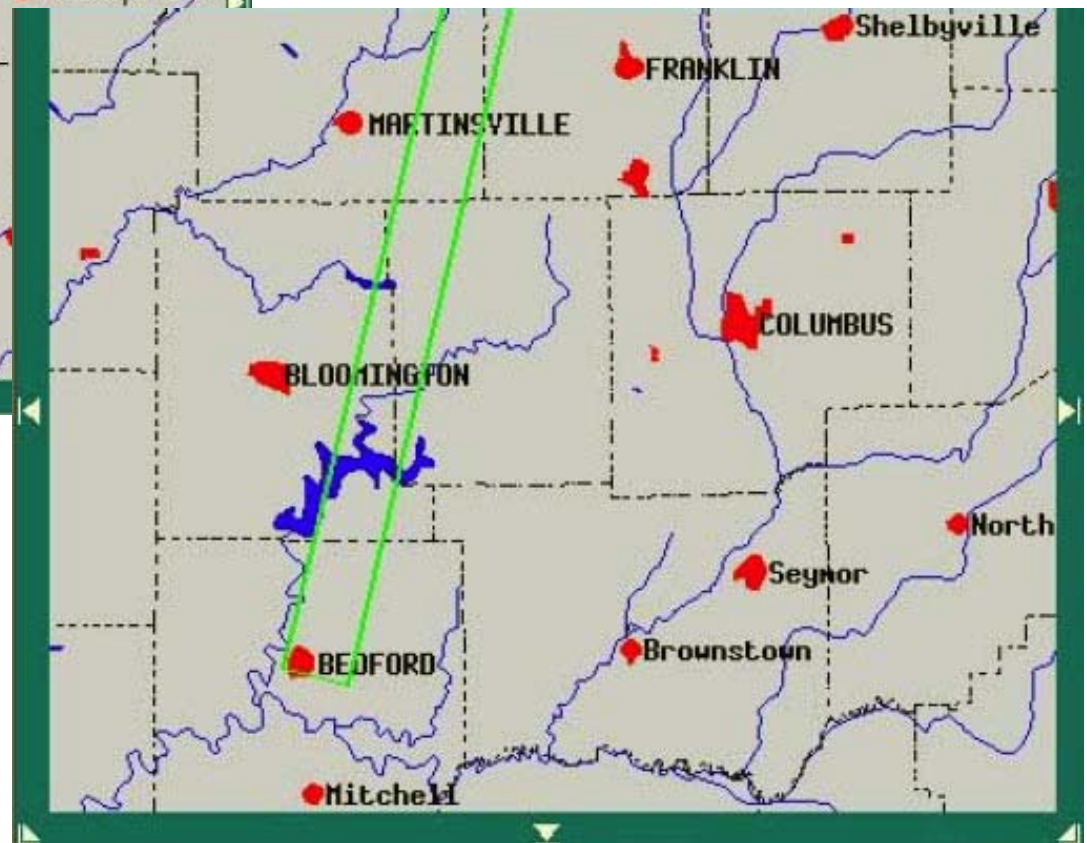 Shelbyville
FRANKLIN
MARTINSVILLE
COLUMBUS
BLOOMINGTON
North
Seymor
Brownstown
BEDFORD
Mitchell